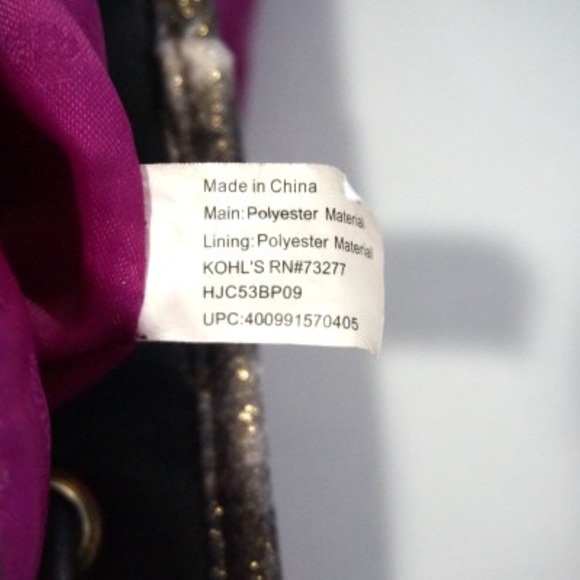 Made in China
Main:Polyester Material
Lining:Polyester Material
KOHL'S RN#73277
HJC53BP09
UPC:400991570405